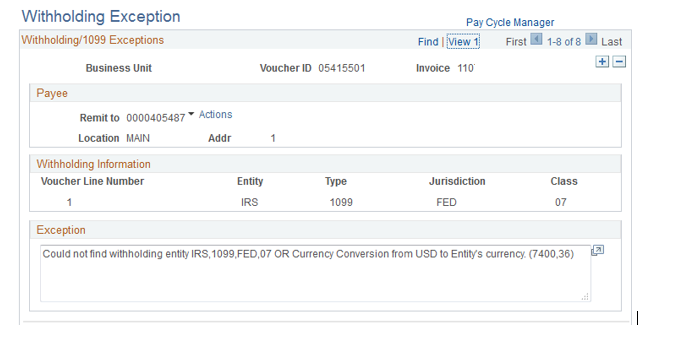 Withholding Exception
Pay Cycle Manager
Withholding/1099 Exceptions Find | View 1 First 1-8 of 8 Last
Business Unit Voucher ID 05415501 Invoice 110
Payee
Remit to 0000405487 Actions
Location MAIN Addr 1
Withholding Information
Voucher Line Number Entity Type Jurisdiction Class
1 IRS 1099 FED 07
Exception
Could not find withholding entity IRS,1099,FED,07 OR Currency Conversion from USD to Entity's currency. (7400,36)